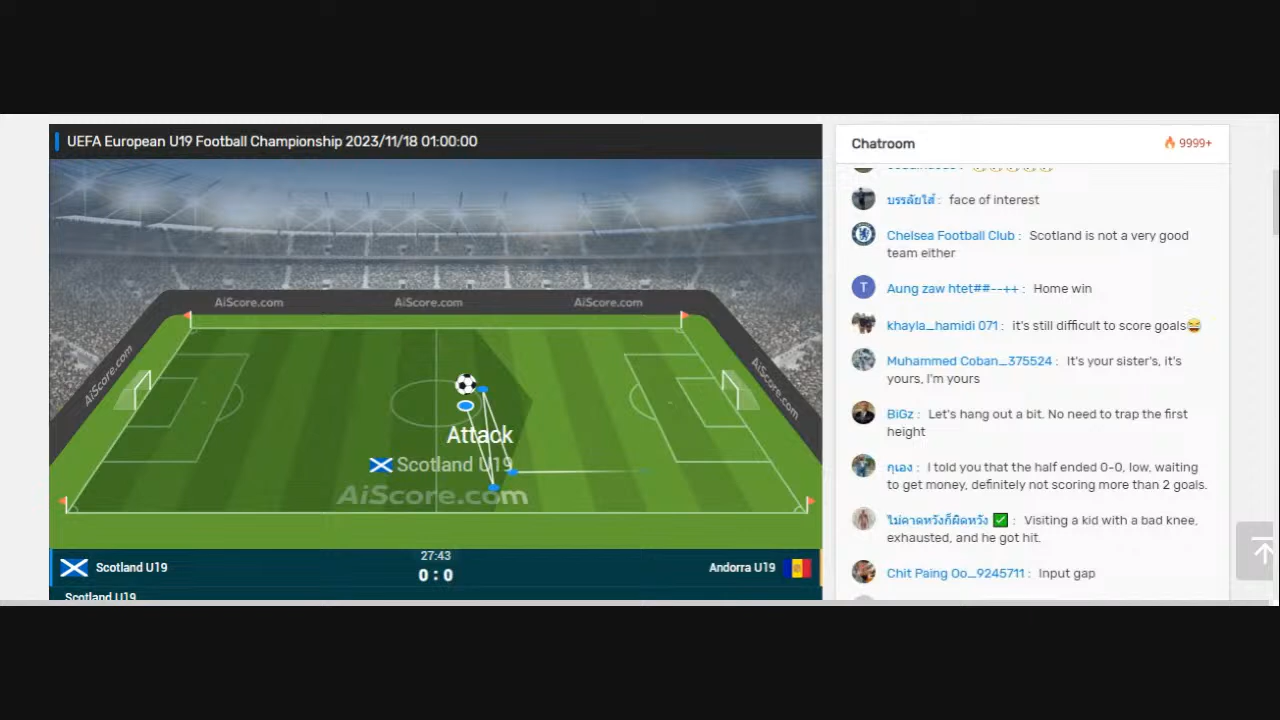 UEFA European U19 Football Championship 2023/11/18 01:00:00
AiScore.com
AiScore.com
AiScore.com
AiScore.com
AiScore.com
Attack
Scotland U19
AiScore.com
27:43
Scotland U19
0 : 0
Andorra U19
Scotland U19
Chatroom
9999+
บรรลัยใส้ : face of interest
Chelsea Football Club : Scotland is not a very good
team either
T
Aung zaw htet##--++ : Home win
khayla_hamidi 071 : it's still difficult to score goals😂
Muhammed Coban_375524 : It's your sister's, it's
yours, I'm yours
BiGz : Let's hang out a bit. No need to trap the first
height
กุเอง : I told you that the half ended 0-0, low, waiting
to get money, definitely not scoring more than 2 goals.
ไม่คาดหวังก็ผิดหวัง ✅ : Visiting a kid with a bad knee,
exhausted, and he got hit.
Chit Paing Oo_9245711 : Input gap